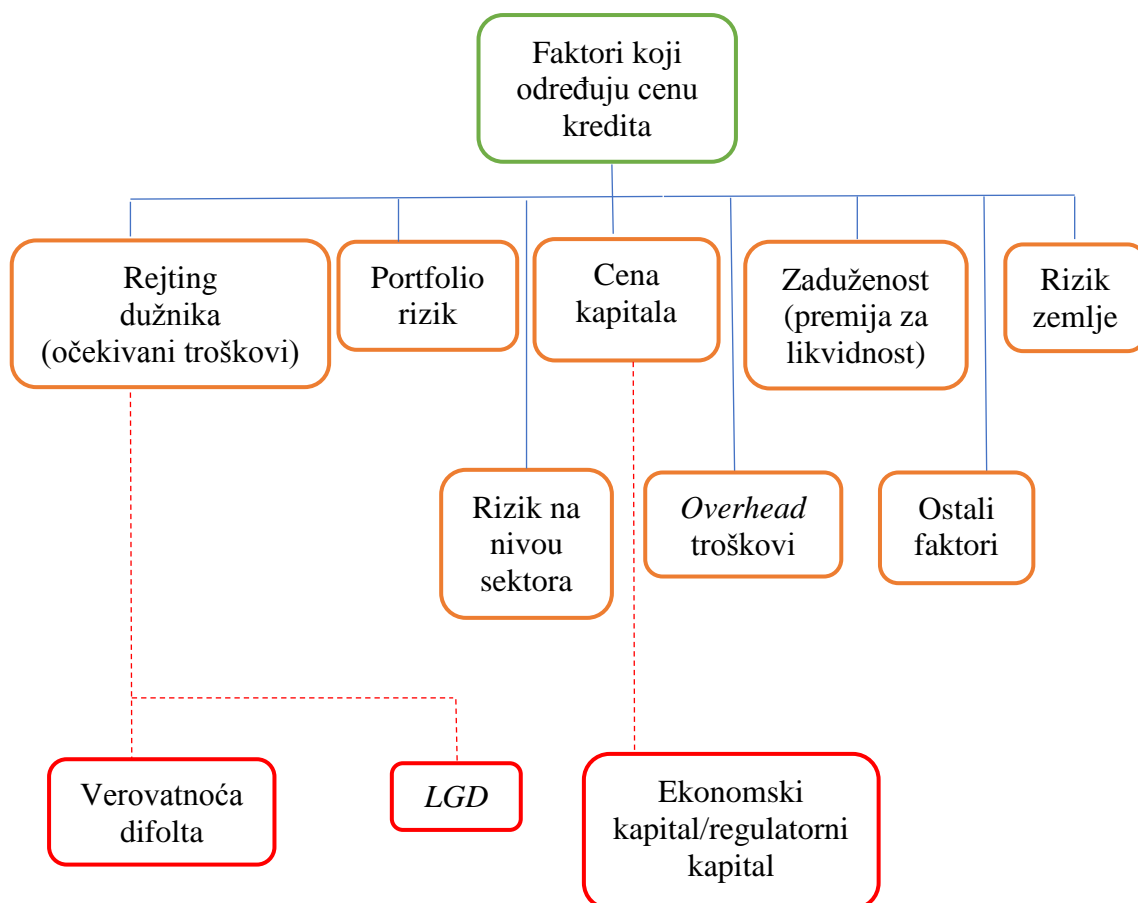 Faktori koji
određuju cenu
kredita
Rejting
dužnika
(očekivani troškovi)
Portfolio
rizik
Cena
kapitala
Zaduženost
(premija za
likvidnost)
Rizik
zemlje
Rizik na
nivou
sektora
Overhead
troškovi
Ostali
faktori
Verovatnoća
difolta
LGD
Ekonomski
kapital/regulatorni
kapital